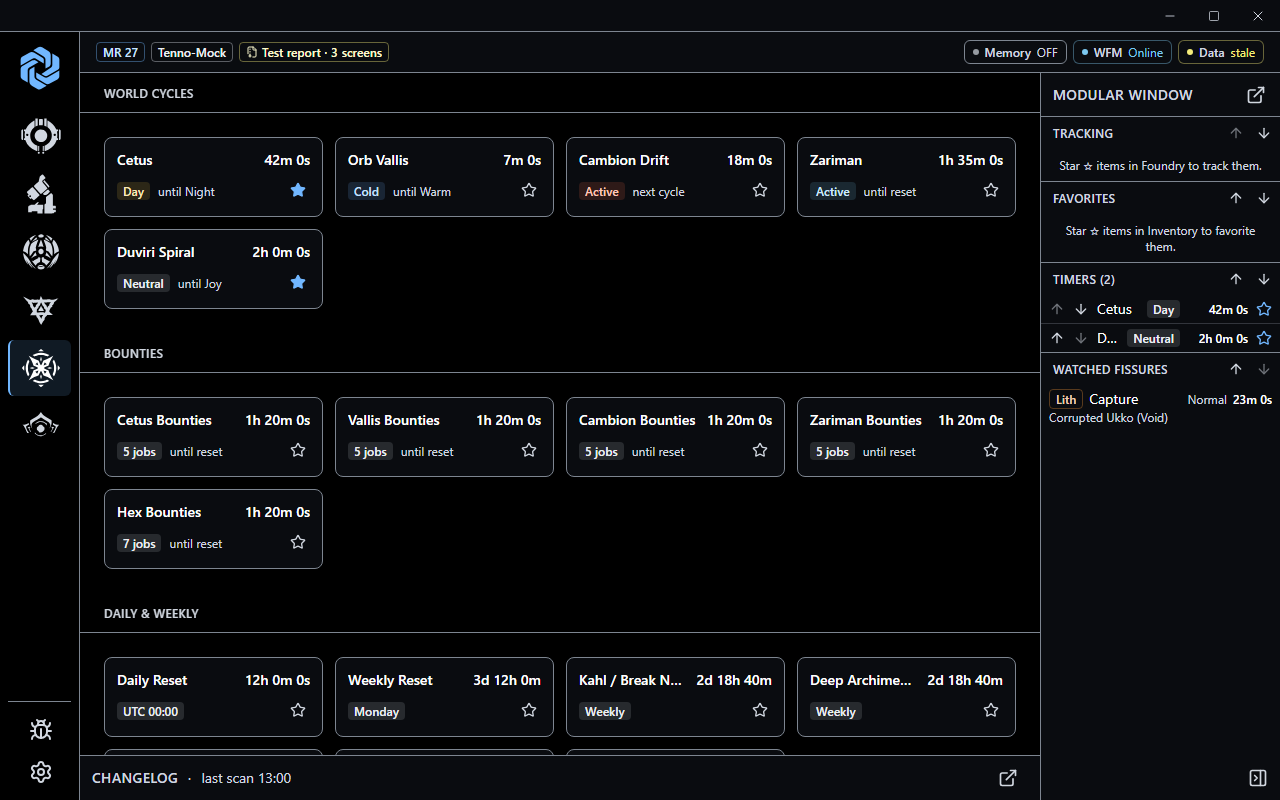 MR 27 Tenno-Mock Test report · 3 screens Memory OFF WFM Online Data stale
WORLD CYCLES
Cetus 42m 0s
Day until Night
Orb Vallis 7m 0s
Cold until Warm
Cambion Drift 18m 0s
Active next cycle
Zariman 1h 35m 0s
Active until reset
Duviri Spiral 2h 0m 0s
Neutral until Joy
BOUNTIES
Cetus Bounties 1h 20m 0s
5 jobs until reset
Vallis Bounties 1h 20m 0s
5 jobs until reset
Cambion Bounties 1h 20m 0s
5 jobs until reset
Zariman Bounties 1h 20m 0s
5 jobs until reset
Hex Bounties 1h 20m 0s
7 jobs until reset
DAILY & WEEKLY
Daily Reset 12h 0m 0s
UTC 00:00
Weekly Reset 3d 12h 0m
Monday
Kahl / Break N... 2d 18h 40m
Weekly
Deep Archime... 2d 18h 40m
Weekly
CHANGELOG · last scan 13:00
MODULAR WINDOW
TRACKING
Star ☆ items in Foundry to track them.
FAVORITES
Star ☆ items in Inventory to favorite
them.
TIMERS (2)
Cetus Day 42m 0s
D... Neutral 2h 0m 0s
WATCHED FISSURES
Lith Capture Normal 23m 0s
Corrupted Ukko (Void)